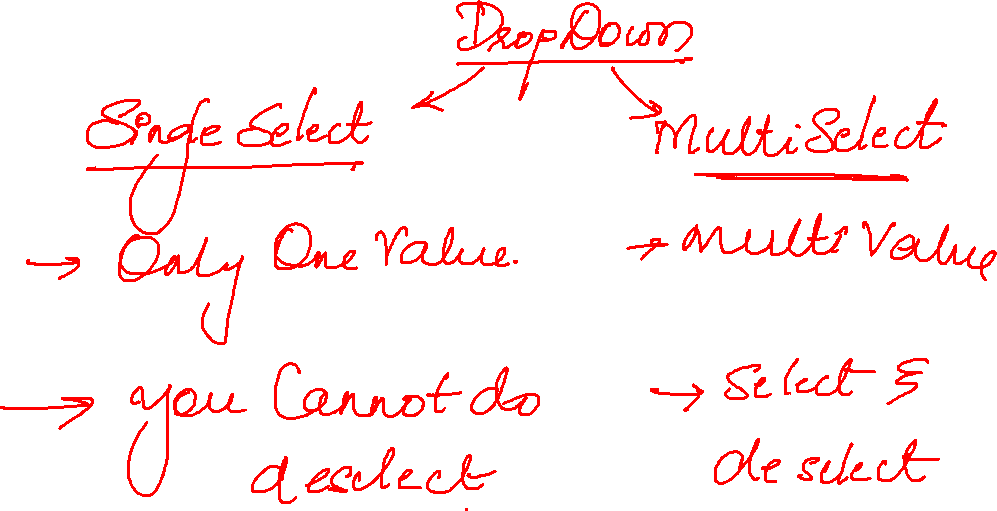 DropDown
Single Select
MultiSelect
→ Only One Value.
→ multi Value
→ you Cannot do
deselect
→ Select &
deselect